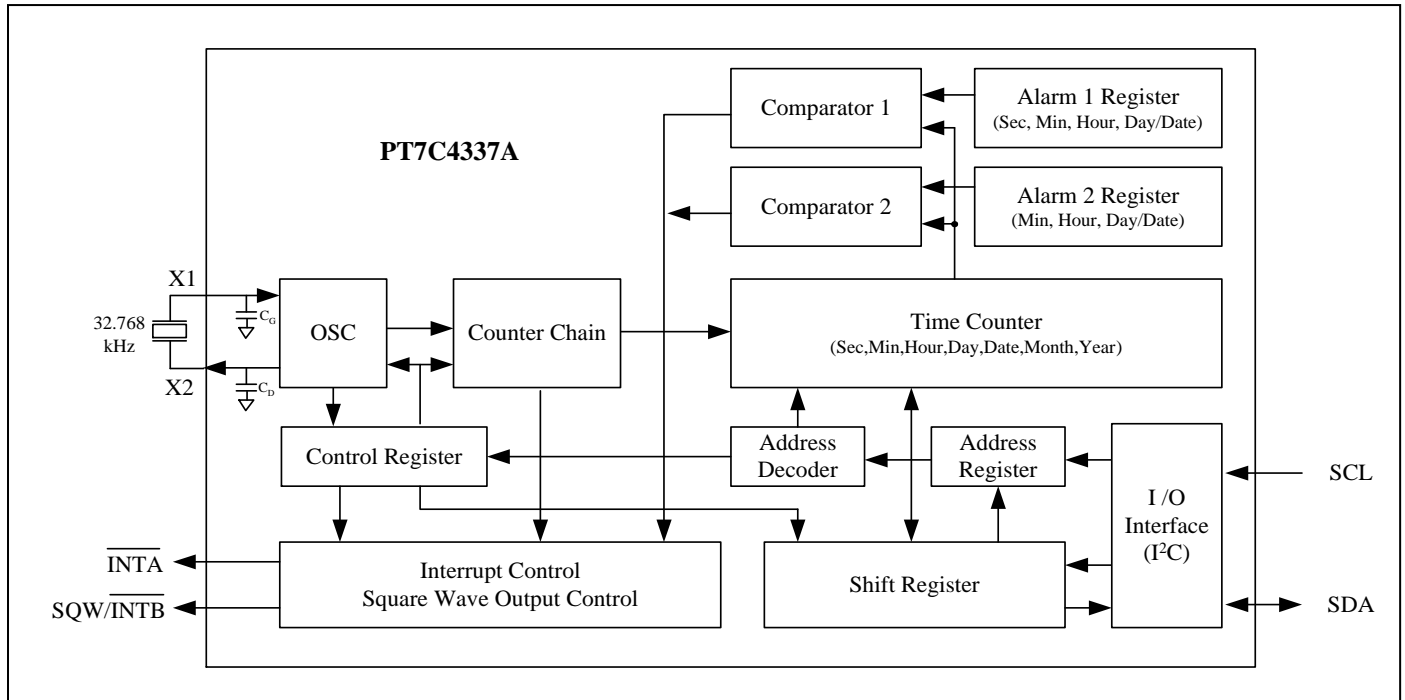 PT7C4337A
Comparator 1
Alarm 1 Register
(Sec, Min, Hour, Day/Date)
Comparator 2
Alarm 2 Register
(Min, Hour, Day/Date)
X1
32.768
kHz
X2
CG
CD
OSC
Counter Chain
Time Counter
(Sec,Min,Hour,Day,Date,Month,Year)
Control Register
Address
Decoder
Address
Register
I /O
Interface
(I²C)
SCL
SDA
INTA
SQW/INTB
Interrupt Control
Square Wave Output Control
Shift Register